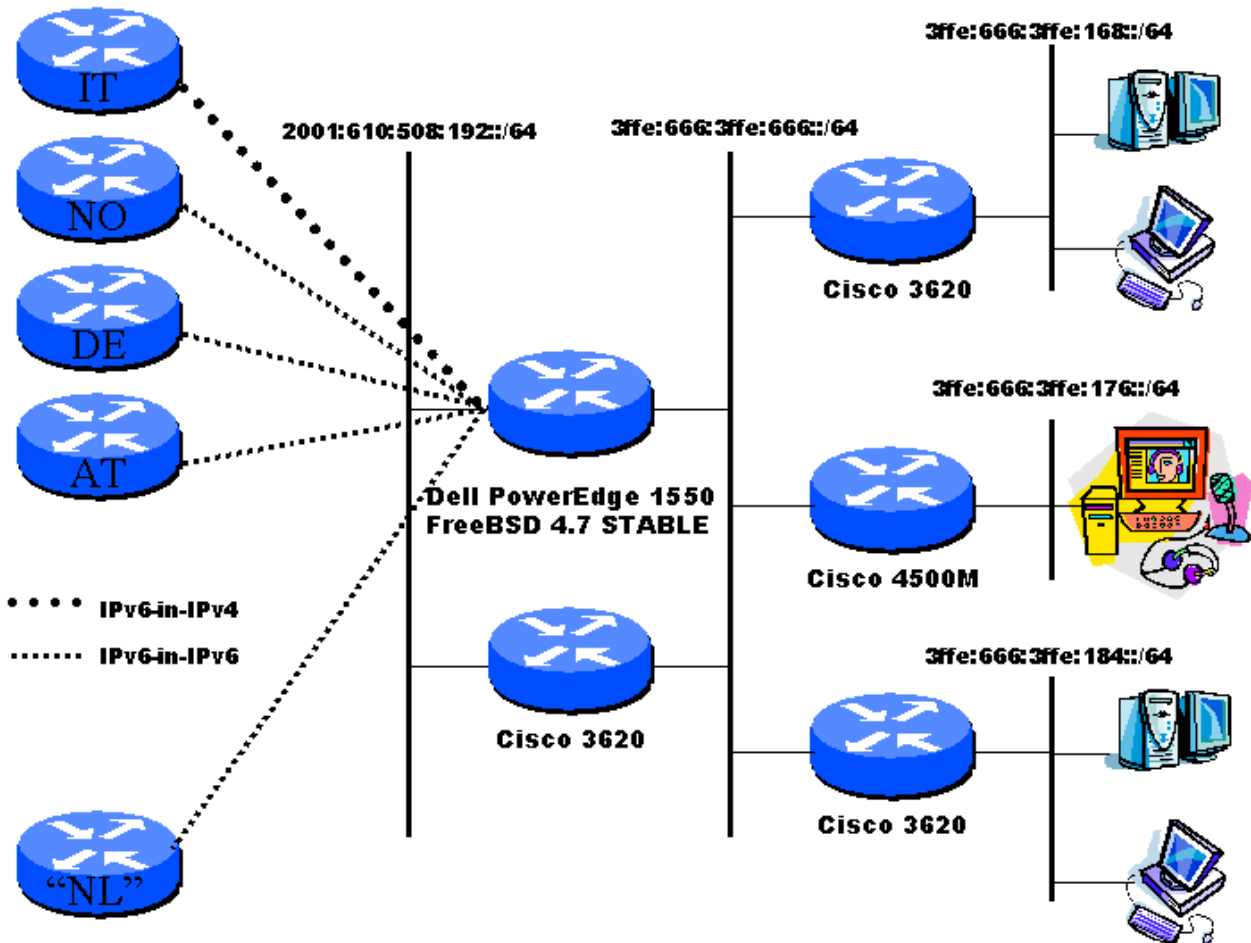 3ffe:666:3ffe:168::/64
IT
2001:610:508:192::/64
3ffe:666:3ffe:666::/64
NO
Cisco 3620
DE
3ffe:666:3ffe:176::/64
AT
Dell PowerEdge 1550
FreeBSD 4.7 STABLE
Cisco 4500M
IPv6-in-IPv4
IPv6-in-IPv6
3ffe:666:3ffe:184::/64
Cisco 3620
Cisco 3620
“NL”